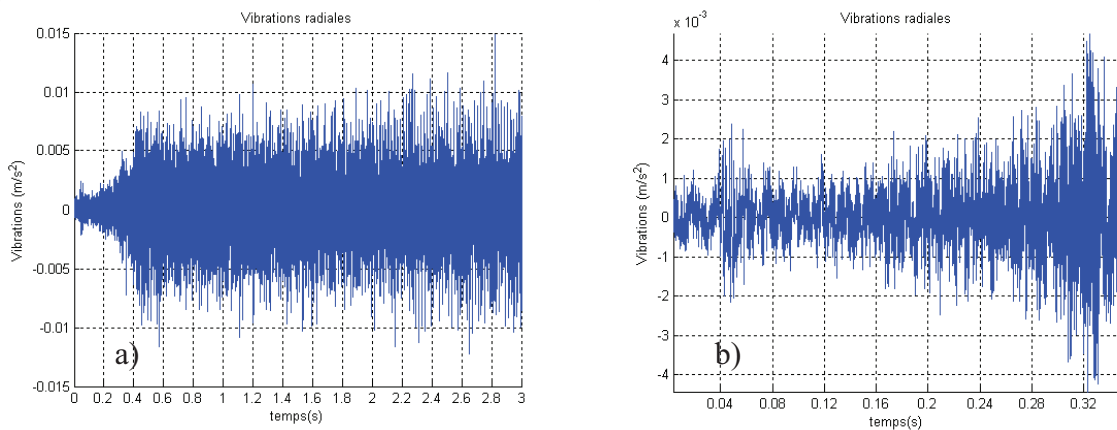 Vibrations radiales
0.015
0.01
0.005
0
-0.005
-0.01
-0.015
Vibrations (m/s²)
a)
0 0.2 0.4 0.6 0.8 1 1.2 1.4 1.6 1.8 2 2.2 2.4 2.6 2.8 3
temps(s)
Vibrations radiales
x 10⁻³
4
3
2
1
0
-1
-2
-3
-4
Vibrations (m/s²)
b)
0.04 0.08 0.12 0.16 0.2 0.24 0.28 0.32
temps(s)